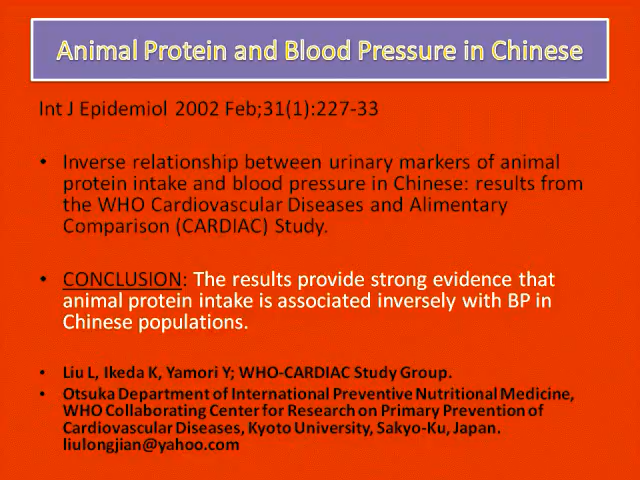 Animal Protein and Blood Pressure in Chinese
Int J Epidemiol 2002 Feb;31(1):227-33
• Inverse relationship between urinary markers of animal
protein intake and blood pressure in Chinese: results from
the WHO Cardiovascular Diseases and Alimentary
Comparison (CARDIAC) Study.
• CONCLUSION: The results provide strong evidence that
animal protein intake is associated inversely with BP in
Chinese populations.
• Liu L, Ikeda K, Yamori Y; WHO-CARDIAC Study Group.
• Otsuka Department of International Preventive Nutritional Medicine,
WHO Collaborating Center for Research on Primary Prevention of
Cardiovascular Diseases, Kyoto University, Sakyo-Ku, Japan.
liulongjian@yahoo.com